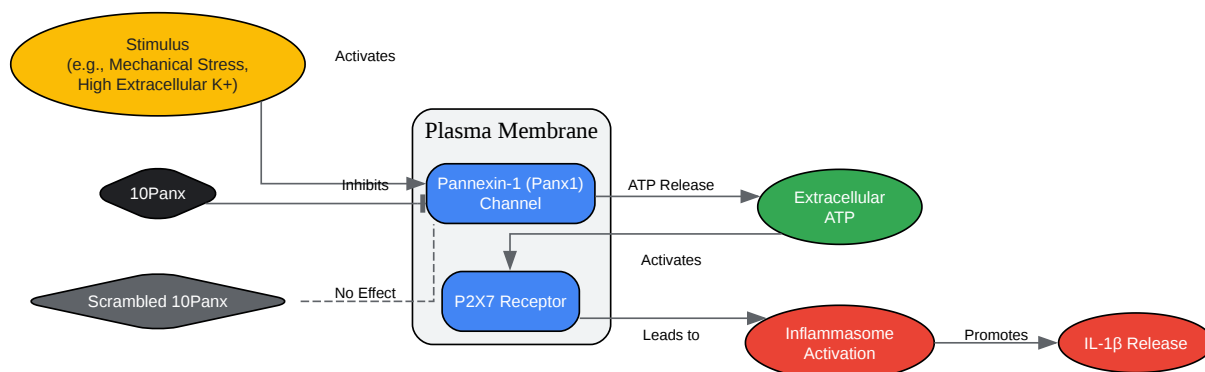 Stimulus
(e.g., Mechanical Stress,
High Extracellular K+)
Activates
Plasma Membrane
10Panx
Inhibits
Pannexin-1 (Panx1)
Channel
ATP Release
Extracellular
ATP
Activates
Scrambled 10Panx
No Effect
P2X7 Receptor
Leads to
Inflammasome
Activation
Promotes
IL-1β Release